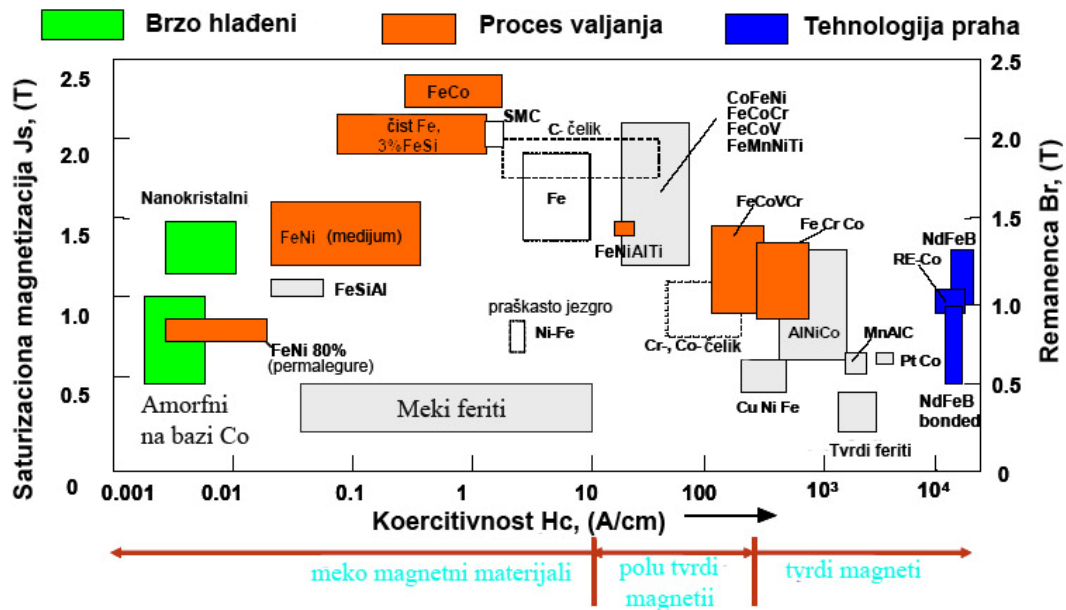 Brzo hlađeni
Proces valjanja
Tehnologija praha
Saturizaciona magnetizacija Js, (T)
2.5
2.0
1.5
1.0
0.5
0
Remanenca Br, (T)
2.5
2.0
1.5
1.0
0.5
0
FeCo
čist Fe,
3%FeSi
SMC
C- čelik
CoFeNi
FeCoCr
FeCoV
FeMnNiTi
Nanokristalni
FeNi (medijum)
Fe
FeNiAlTi
FeCoVCr
Fe Cr Co
NdFeB
RE-Co
FeSiAl
praškasto jezgro
Ni-Fe
Cr-, Co- čelik
AlNiCo
MnAlC
Pt Co
FeNi 80%
(permalegure)
Amorfni
na bazi Co
Meki feriti
Cu Ni Fe
Tvrdi feriti
NdFeB
bonded
0.001
0.01
0.1
1
10
100
10³
10⁴
Koercitivnost Hc, (A/cm)
meko magnetni materijali
polu tvrdi
magnetii
tyrdi magneti